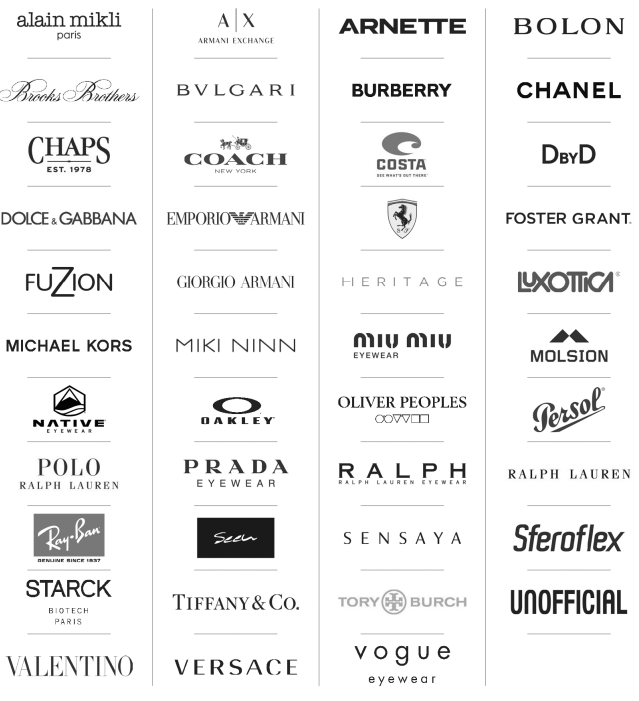 alain mikli
paris
A|X
ARMANI EXCHANGE
ARNETTE
BOLON
Brooks Brothers
BVLGARI
BURBERRY
CHANEL
CHAPS
EST. 1978
COACH
NEW YORK
COSTA
SEE WHAT'S OUT THERE
DBYD
DOLCE & GABBANA
EMPORIO ARMANI
S F
FOSTER GRANT.
FUZION
GIORGIO ARMANI
HERITAGE
LUXOTTICA®
MICHAEL KORS
MIKI NINN
miu miu
EYEWEAR
MOLSION
NATIVE
EYEWEAR
OAKLEY
OLIVER PEOPLES
Persol®
POLO
RALPH LAUREN
PRADA
EYEWEAR
RALPH
RALPH LAUREN EYEWEAR
RALPH LAUREN
Ray-Ban
GENUINE SINCE 1937
Seen
SENSAYA
Sferoflex
STARCK
BIOTECH
PARIS
TIFFANY & CO.
TORY BURCH
UNOFFICIAL
VALENTINO
VERSACE
vogue
eyewear